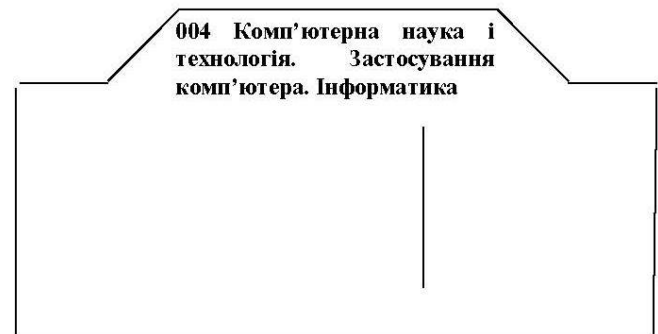 004 Комп’ютерна наука і
технологія. Застосування
комп’ютера. Інформатика